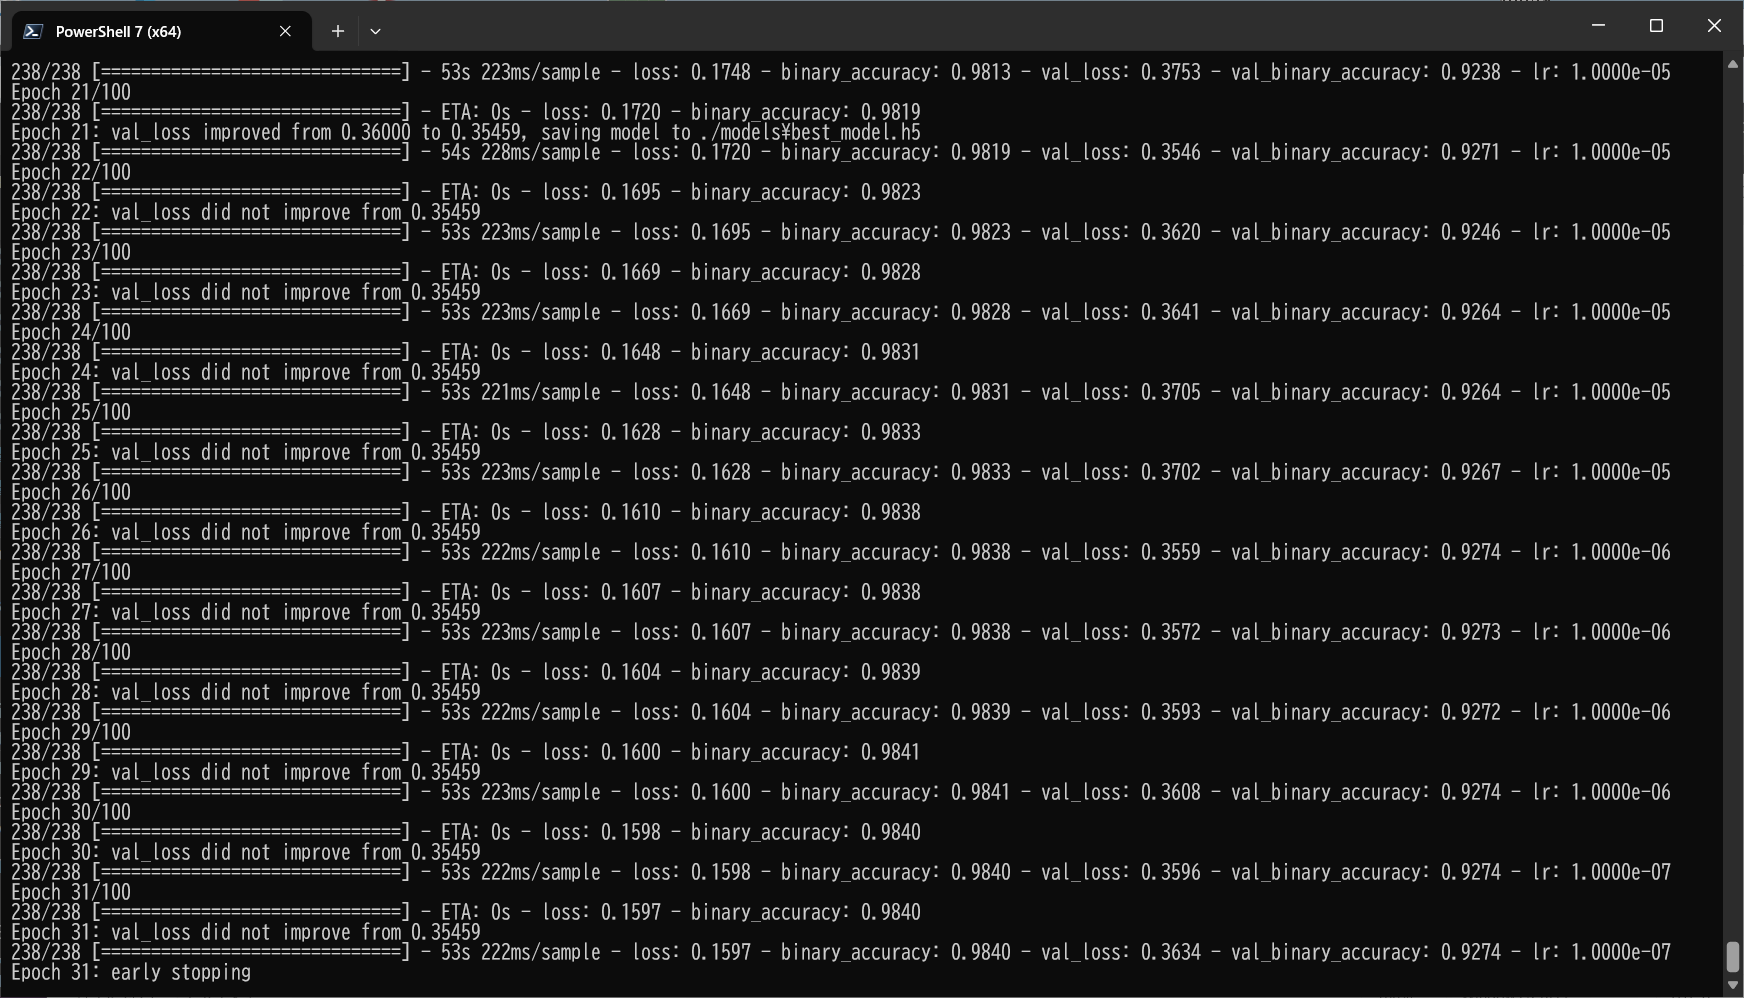 PowerShell 7 (x64)
238/238 [==============================] - 53s 223ms/sample - loss: 0.1748 - binary_accuracy: 0.9813 - val_loss: 0.3753 - val_binary_accuracy: 0.9238 - lr: 1.0000e-05
Epoch 21/100
238/238 [==============================] - ETA: 0s - loss: 0.1720 - binary_accuracy: 0.9819
Epoch 21: val_loss improved from 0.36000 to 0.35459, saving model to ./models¥best_model.h5
238/238 [==============================] - 54s 228ms/sample - loss: 0.1720 - binary_accuracy: 0.9819 - val_loss: 0.3546 - val_binary_accuracy: 0.9271 - lr: 1.0000e-05
Epoch 22/100
238/238 [==============================] - ETA: 0s - loss: 0.1695 - binary_accuracy: 0.9823
Epoch 22: val_loss did not improve from 0.35459
238/238 [==============================] - 53s 223ms/sample - loss: 0.1695 - binary_accuracy: 0.9823 - val_loss: 0.3620 - val_binary_accuracy: 0.9246 - lr: 1.0000e-05
Epoch 23/100
238/238 [==============================] - ETA: 0s - loss: 0.1669 - binary_accuracy: 0.9828
Epoch 23: val_loss did not improve from 0.35459
238/238 [==============================] - 53s 223ms/sample - loss: 0.1669 - binary_accuracy: 0.9828 - val_loss: 0.3641 - val_binary_accuracy: 0.9264 - lr: 1.0000e-05
Epoch 24/100
238/238 [==============================] - ETA: 0s - loss: 0.1648 - binary_accuracy: 0.9831
Epoch 24: val_loss did not improve from 0.35459
238/238 [==============================] - 53s 221ms/sample - loss: 0.1648 - binary_accuracy: 0.9831 - val_loss: 0.3705 - val_binary_accuracy: 0.9264 - lr: 1.0000e-05
Epoch 25/100
238/238 [==============================] - ETA: 0s - loss: 0.1628 - binary_accuracy: 0.9833
Epoch 25: val_loss did not improve from 0.35459
238/238 [==============================] - 53s 223ms/sample - loss: 0.1628 - binary_accuracy: 0.9833 - val_loss: 0.3702 - val_binary_accuracy: 0.9267 - lr: 1.0000e-05
Epoch 26/100
238/238 [==============================] - ETA: 0s - loss: 0.1610 - binary_accuracy: 0.9838
Epoch 26: val_loss did not improve from 0.35459
238/238 [==============================] - 53s 222ms/sample - loss: 0.1610 - binary_accuracy: 0.9838 - val_loss: 0.3559 - val_binary_accuracy: 0.9274 - lr: 1.0000e-06
Epoch 27/100
238/238 [==============================] - ETA: 0s - loss: 0.1607 - binary_accuracy: 0.9838
Epoch 27: val_loss did not improve from 0.35459
238/238 [==============================] - 53s 223ms/sample - loss: 0.1607 - binary_accuracy: 0.9838 - val_loss: 0.3572 - val_binary_accuracy: 0.9273 - lr: 1.0000e-06
Epoch 28/100
238/238 [==============================] - ETA: 0s - loss: 0.1604 - binary_accuracy: 0.9839
Epoch 28: val_loss did not improve from 0.35459
238/238 [==============================] - 53s 222ms/sample - loss: 0.1604 - binary_accuracy: 0.9839 - val_loss: 0.3593 - val_binary_accuracy: 0.9272 - lr: 1.0000e-06
Epoch 29/100
238/238 [==============================] - ETA: 0s - loss: 0.1600 - binary_accuracy: 0.9841
Epoch 29: val_loss did not improve from 0.35459
238/238 [==============================] - 53s 223ms/sample - loss: 0.1600 - binary_accuracy: 0.9841 - val_loss: 0.3608 - val_binary_accuracy: 0.9274 - lr: 1.0000e-06
Epoch 30/100
238/238 [==============================] - ETA: 0s - loss: 0.1598 - binary_accuracy: 0.9840
Epoch 30: val_loss did not improve from 0.35459
238/238 [==============================] - 53s 222ms/sample - loss: 0.1598 - binary_accuracy: 0.9840 - val_loss: 0.3596 - val_binary_accuracy: 0.9274 - lr: 1.0000e-07
Epoch 31/100
238/238 [==============================] - ETA: 0s - loss: 0.1597 - binary_accuracy: 0.9840
Epoch 31: val_loss did not improve from 0.35459
238/238 [==============================] - 53s 222ms/sample - loss: 0.1597 - binary_accuracy: 0.9840 - val_loss: 0.3634 - val_binary_accuracy: 0.9274 - lr: 1.0000e-07
Epoch 31: early stopping